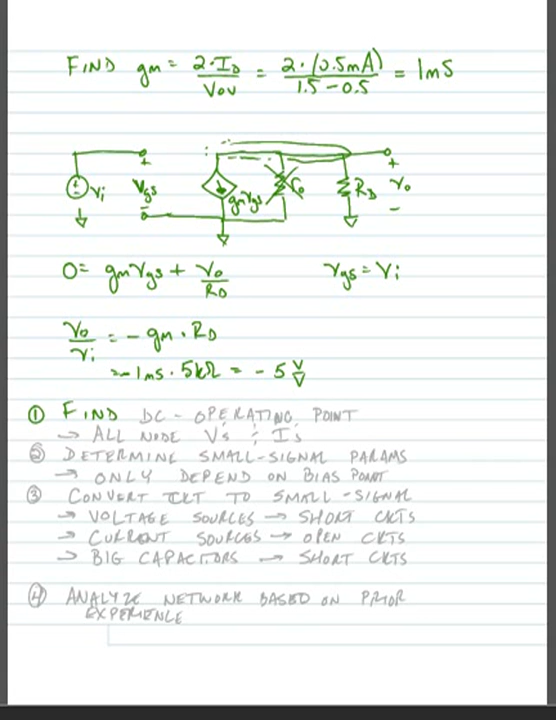 FIND gm = 2·ID / VOV = 2·(0.5mA) / 1.5 - 0.5 = 1mS
+ Vi + Vgs - gmVgs ro RD + Vo -
0 = gmVgs + Vo / RD Vgs = Vi
Vo / Vi = - gm · RD
= - 1mS · 5kΩ = - 5 V/V
① FIND DC - OPERATING POINT
→ ALL NODE V's ; I's
② DETERMINE SMALL-SIGNAL PARAMS
→ ONLY DEPEND ON BIAS POINT
③ CONVERT CKT TO SMALL-SIGNAL
→ VOLTAGE SOURCES → SHORT CKTS
→ CURRENT SOURCES → OPEN CKTS
→ BIG CAPACITORS → SHORT CKTS
④ ANALYZE NETWORK BASED ON PRIOR
EXPERIENCE